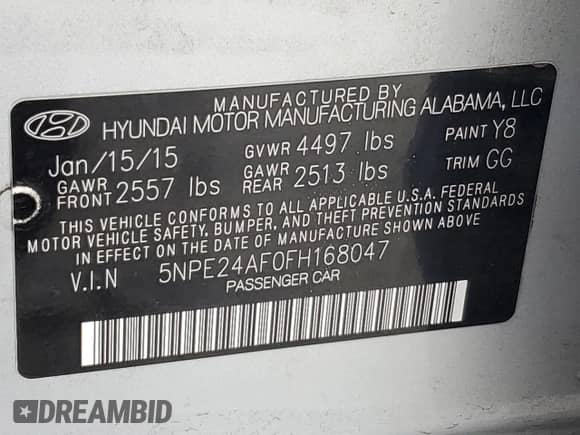 MANUFACTURED BY
HYUNDAI MOTOR MANUFACTURING ALABAMA, LLC
Jan/15/15 GVWR 4497 lbs PAINT Y8
GAWR FRONT 2557 lbs GAWR REAR 2513 lbs TRIM GG
THIS VEHICLE CONFORMS TO ALL APPLICABLE U.S.A. FEDERAL
MOTOR VEHICLE SAFETY, BUMPER, AND THEFT PREVENTION STANDARDS
IN EFFECT ON THE DATE OF MANUFACTURE SHOWN ABOVE
V.I.N 5NPE24AF0FH168047
PASSENGER CAR
DREAMBID